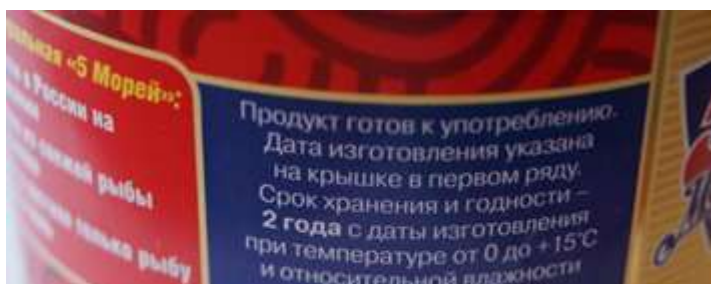 «5 Морей»:
в России на
рыбы
только рыбу
Продукт готов к употреблению.
Дата изготовления указана
на крышке в первом ряду.
Срок хранения и годности –
2 года с даты изготовления
при температуре от 0 до +15°С
и относительной влажности